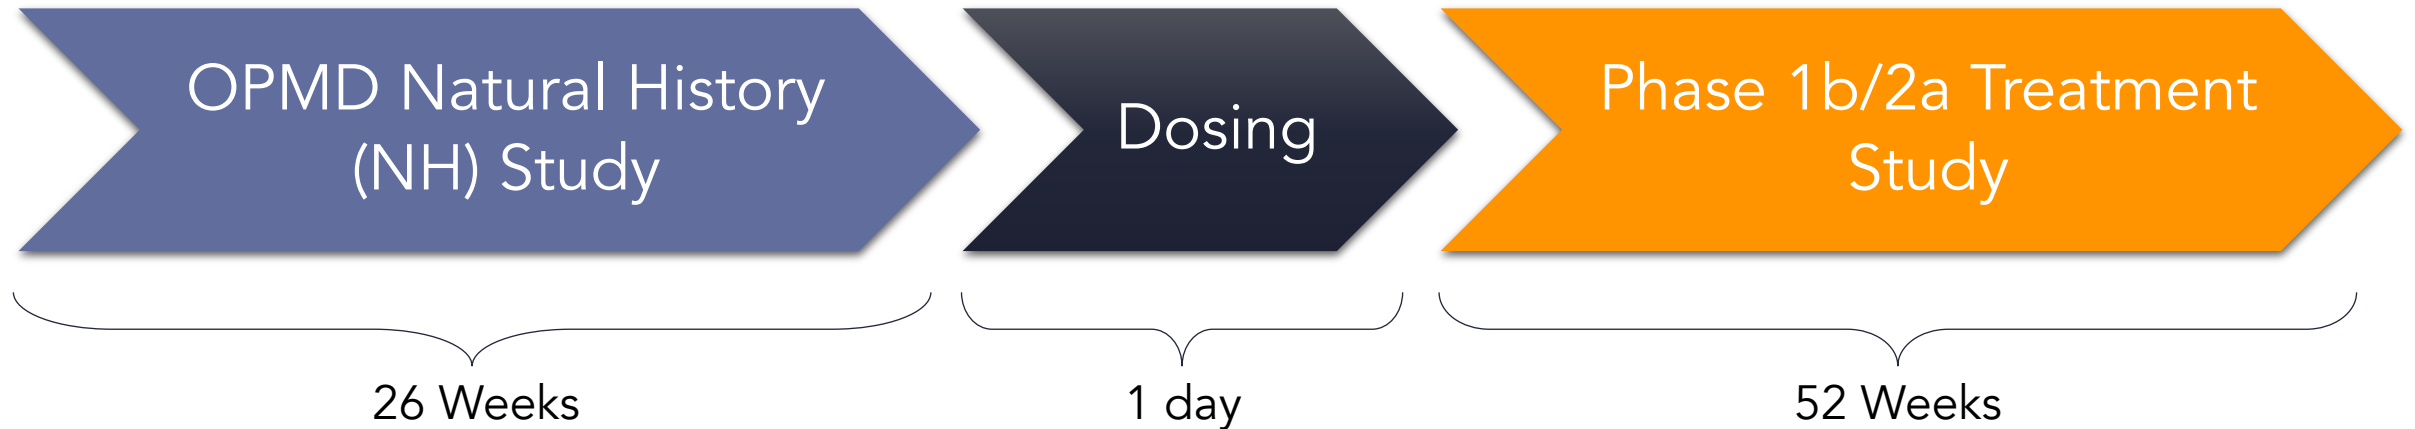 OPMD Natural History
(NH) Study
Dosing
Phase 1b/2a Treatment
Study
26 Weeks
1 day
52 Weeks